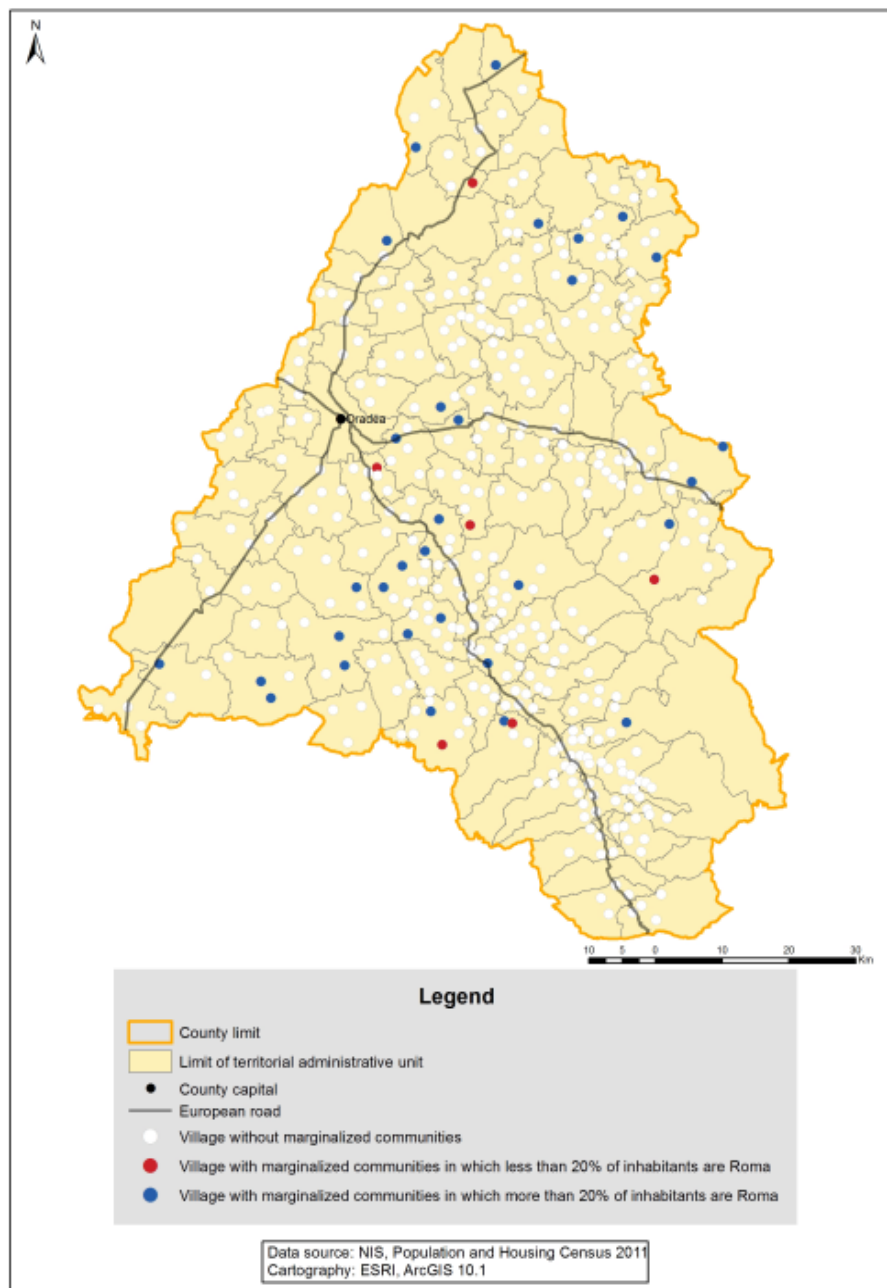 N
Oradea
10 5 0 10 20 30
Km
Legend
County limit
Limit of territorial administrative unit
County capital
European road
Village without marginalized communities
Village with marginalized communities in which less than 20% of inhabitants are Roma
Village with marginalized communities in which more than 20% of inhabitants are Roma
Data source: NIS, Population and Housing Census 2011
Cartography: ESRI, ArcGIS 10.1